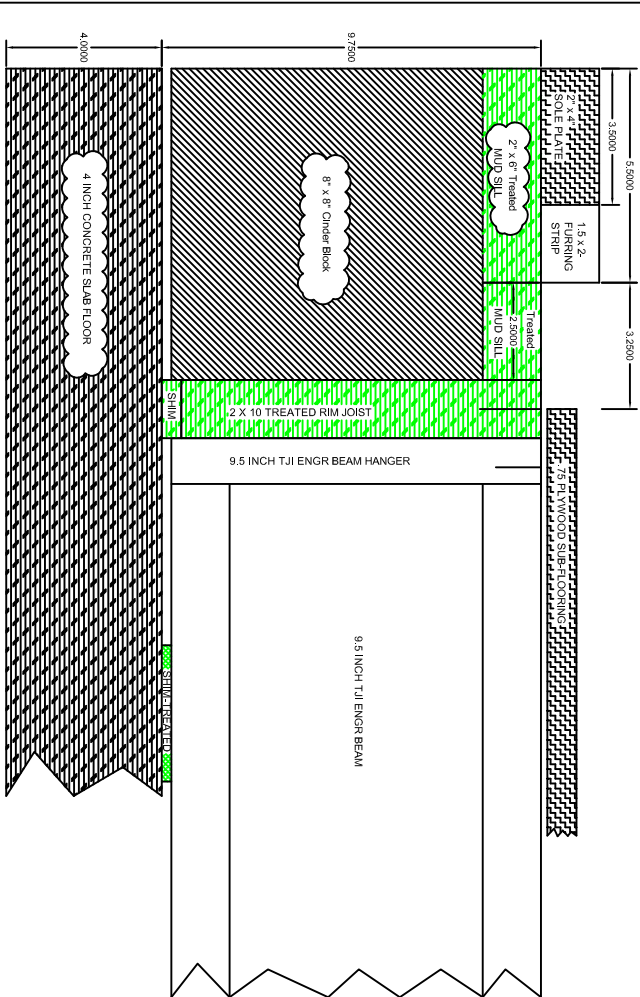 5.5000
3.2500
3.5000
2" x 4"
SOLE PLATE
1.5 x 2-
FURRING
STRIP
.75 PLYWOOD SUB-FLOORING
9.7500
2" x 6" Treated
MUD SILL
Treated
2.5000
MUD SILL
8" x 8" Cinder Block
2 X 10 TREATED RIM JOIST
SHIM
9.5 INCH TJI ENGR BEAM HANGER
9.5 INCH TJI ENGR BEAM
SHIM-TREATED
4.0000
4 INCH CONCRETE SLAB FLOOR